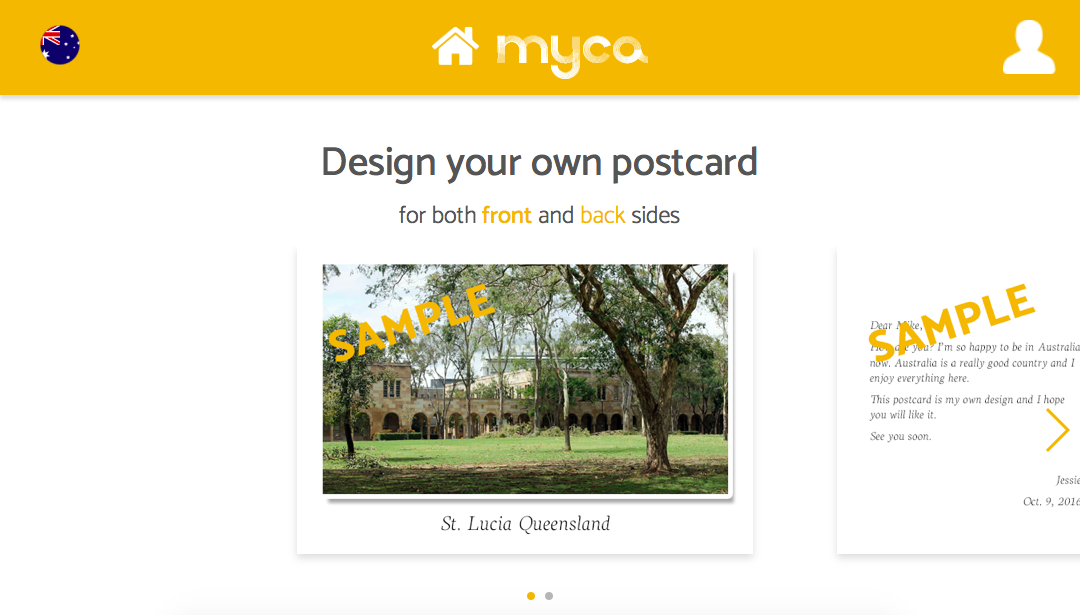 myca
Design your own postcard
for both front and back sides
SAMPLE
St. Lucia Queensland
SAMPLE
Dear Mike,
How are you? I'm so happy to be in Australia
now. Australia is a really good country and I
enjoy everything here.
This postcard is my own design and I hope
you will like it.
See you soon.
Jessie
Oct. 9, 2016